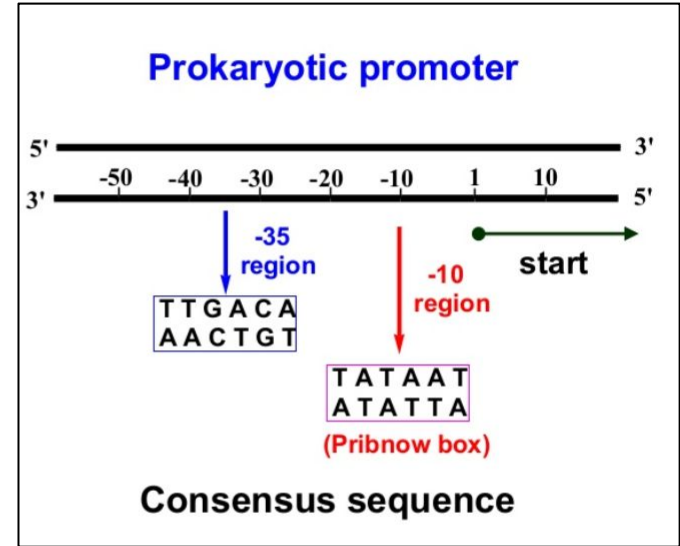 Prokaryotic promoter
5' 3'
-50 -40 -30 -20 -10 1 10
3' 5'
-35
region
start
-10
region
TTGACA
AACTGT
TATAAT
ATATTA
(Pribnow box)
Consensus sequence